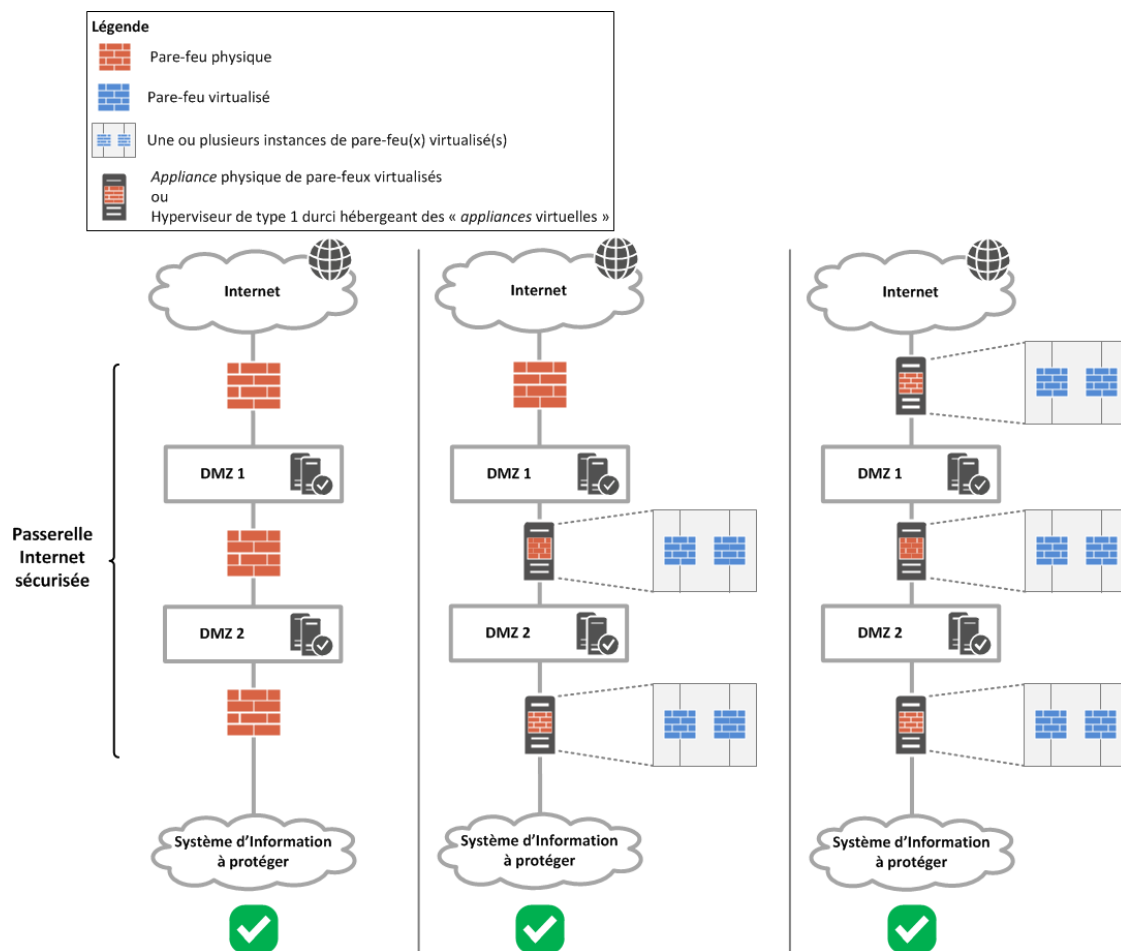 Légende
Pare-feu physique
Pare-feu virtualisé
Une ou plusieurs instances de pare-feu(x) virtualisé(s)
Appliance physique de pare-feux virtualisés
ou
Hyperviseur de type 1 durci hébergeant des « appliances virtuelles »
Internet
Internet
Internet
DMZ 1
DMZ 1
DMZ 1
Passerelle
Internet
sécurisée
DMZ 2
DMZ 2
DMZ 2
Système d'Information
à protéger
Système d'Information
à protéger
Système d'Information
à protéger